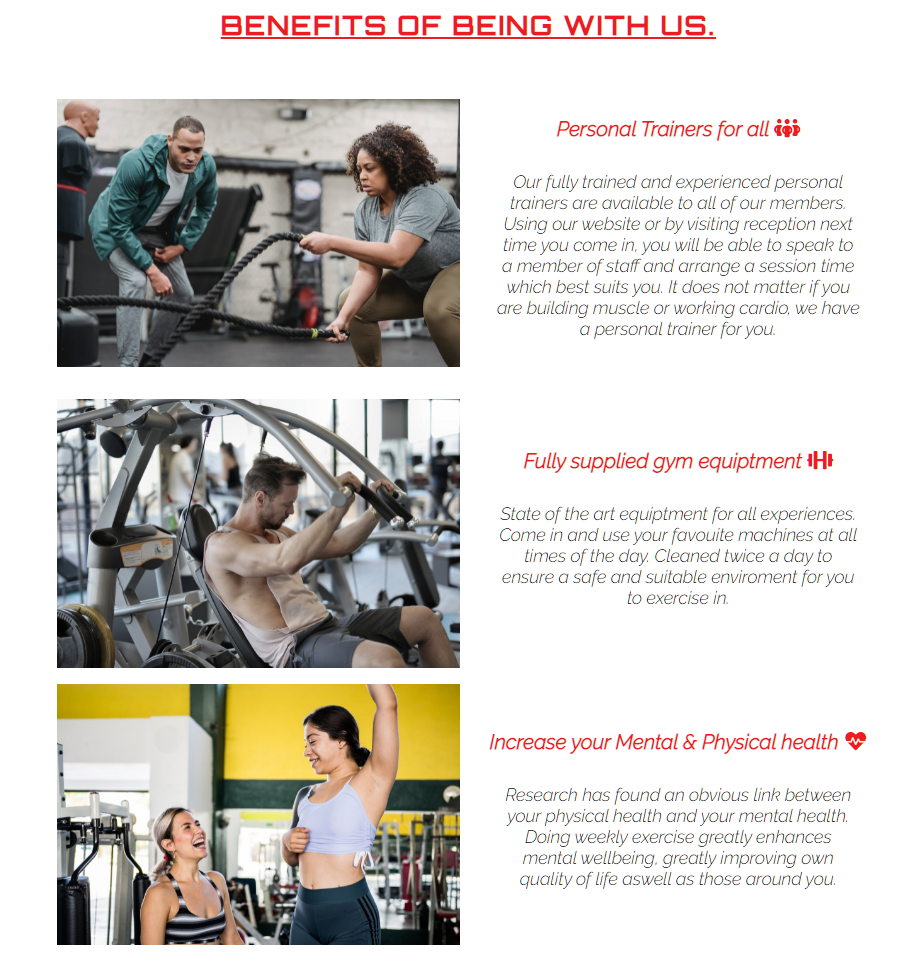 BENEFITS OF BEING WITH US.
Personal Trainers for all
Our fully trained and experienced personal
trainers are available to all of our members.
Using our website or by visiting reception next
time you come in, you will be able to speak to
a member of staff and arrange a session time
which best suits you. It does not matter if you
are building muscle or working cardio, we have
a personal trainer for you.
Fully supplied gym equiptment
State of the art equiptment for all experiences.
Come in and use your favouite machines at all
times of the day. Cleaned twice a day to
ensure a safe and suitable enviroment for you
to exercise in.
Increase your Mental & Physical health
Research has found an obvious link between
your physical health and your mental health.
Doing weekly exercise greatly enhances
mental wellbeing, greatly improving own
quality of life aswell as those around you.